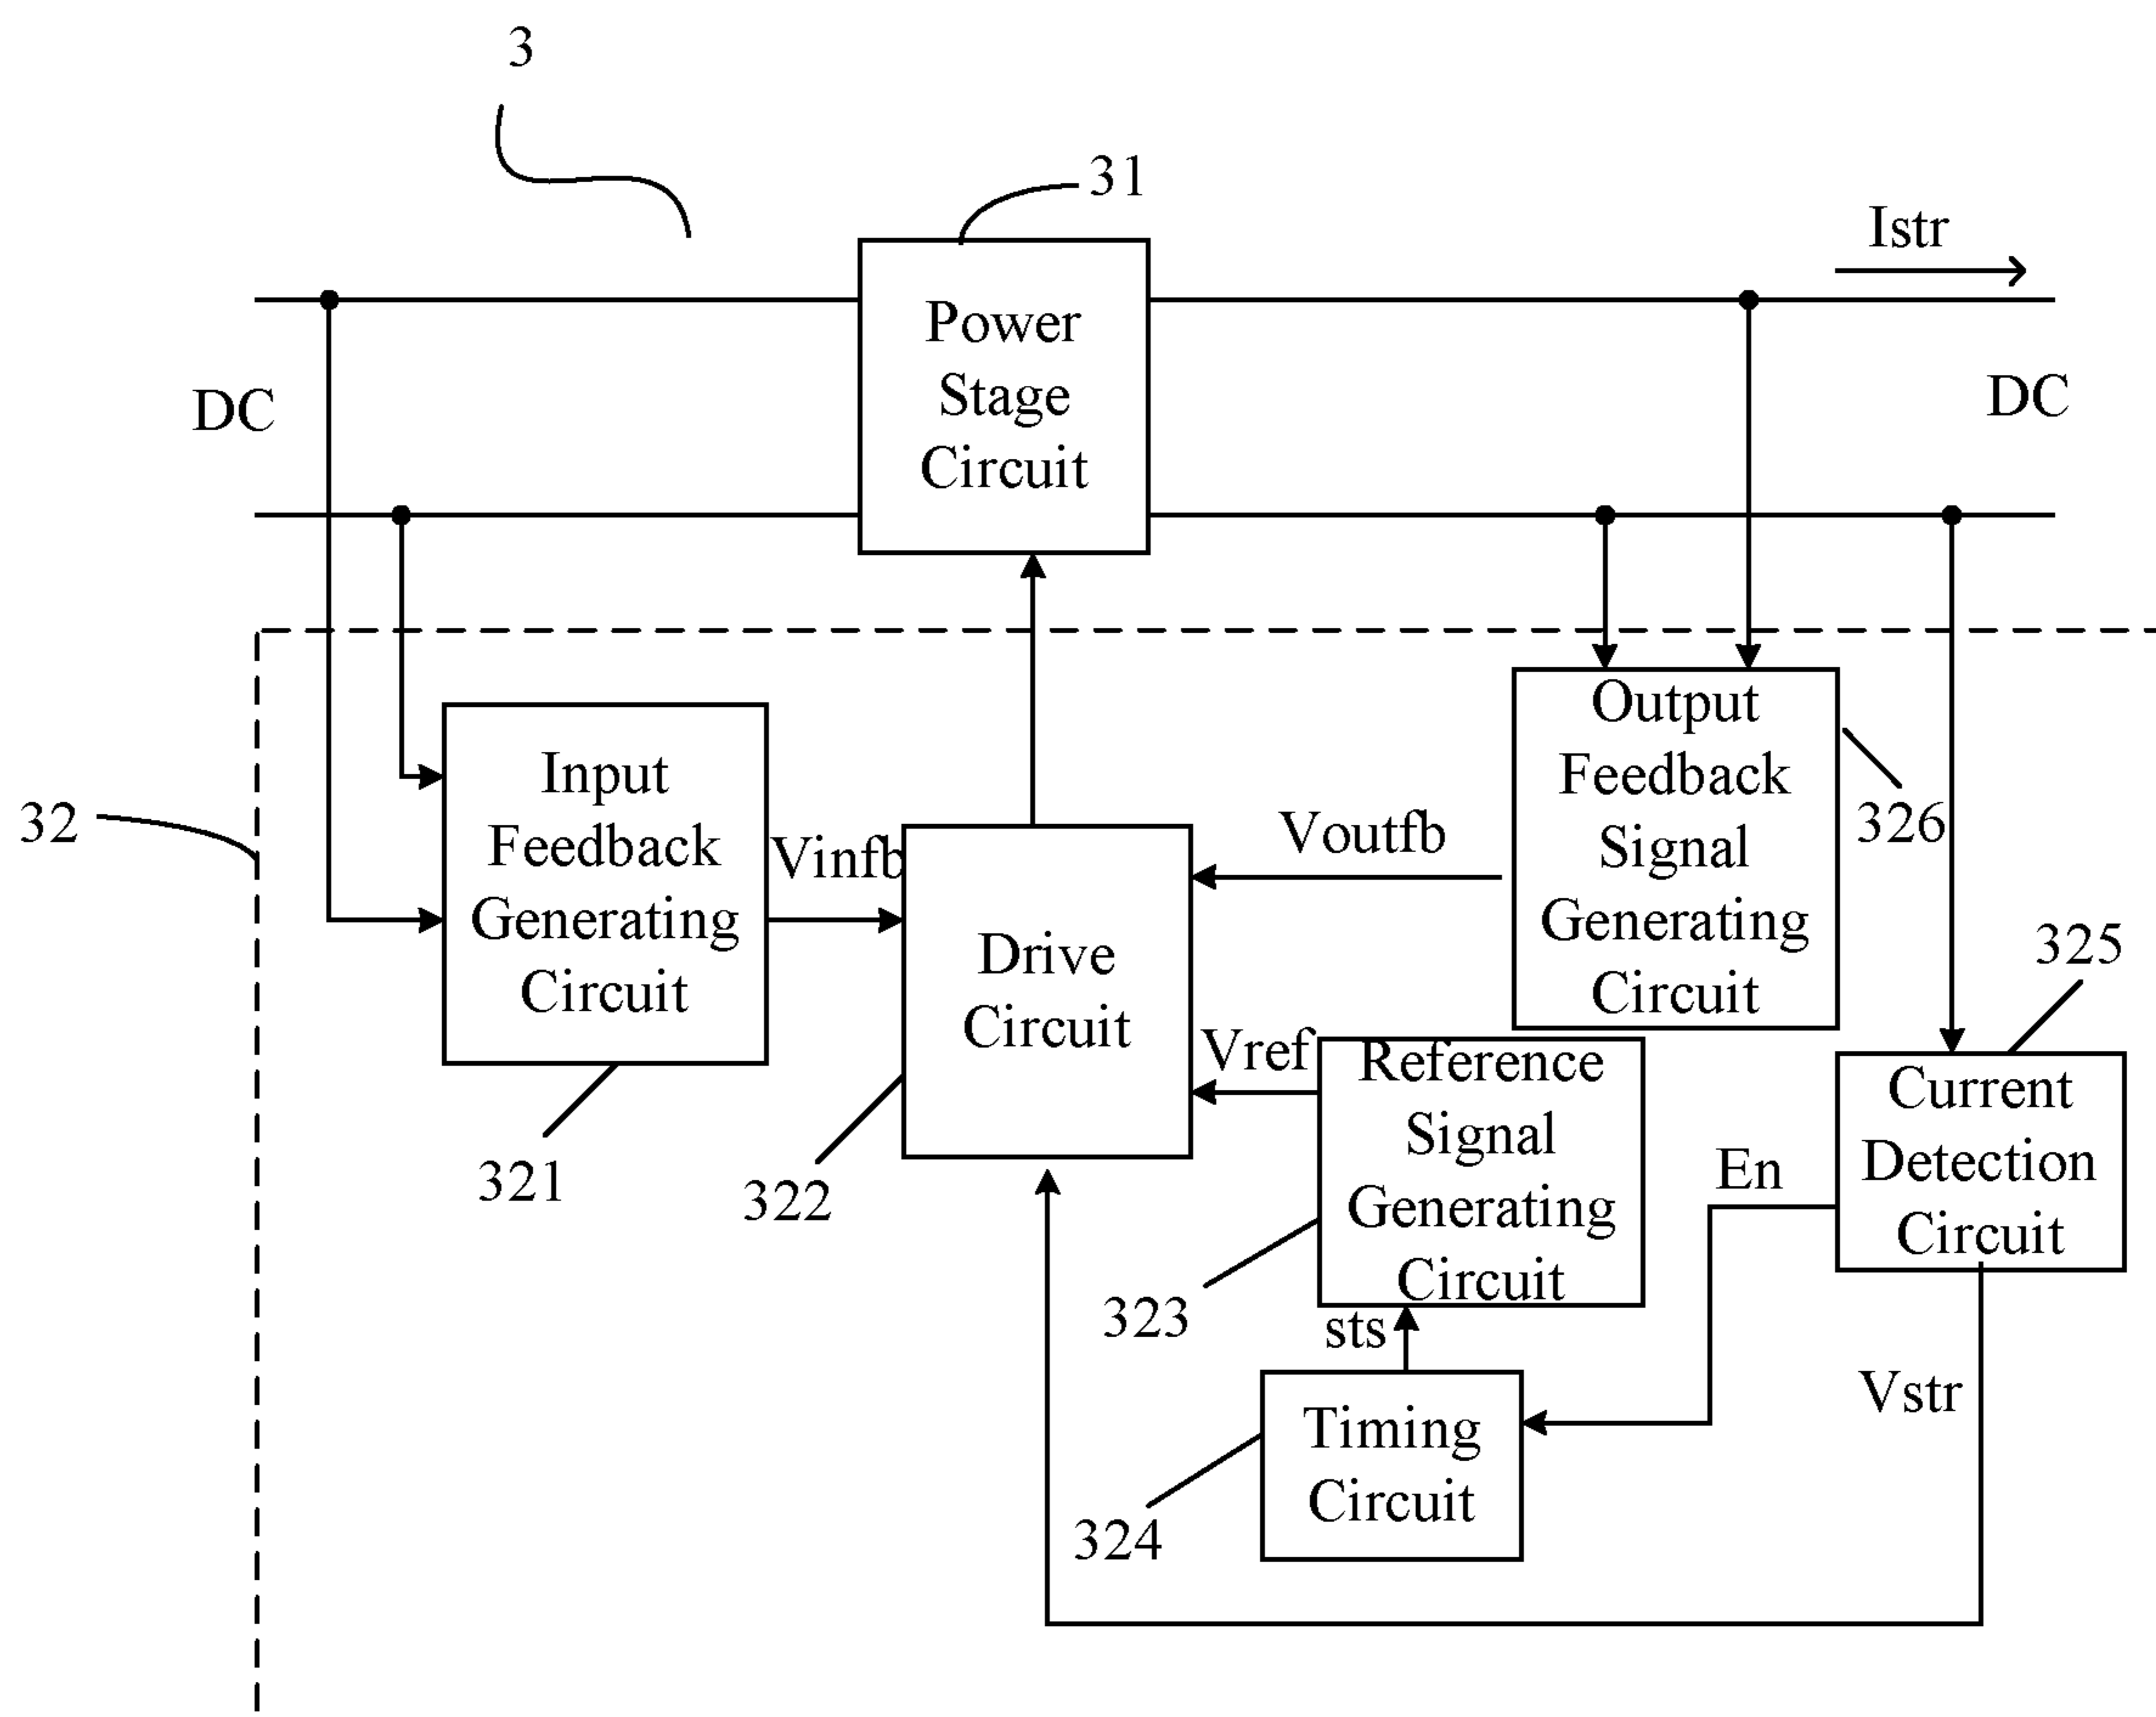 3
31
Istr
Power
Stage
Circuit
DC
DC
Output
Feedback
Signal
Generating
Circuit
326
Input
Feedback
Generating
Circuit
32
Vinfb
Voutfb
Drive
Circuit
325
Vref
Reference
Signal
Generating
Circuit
Current
Detection
Circuit
En
321
322
323
sts
Vstr
Timing
Circuit
324